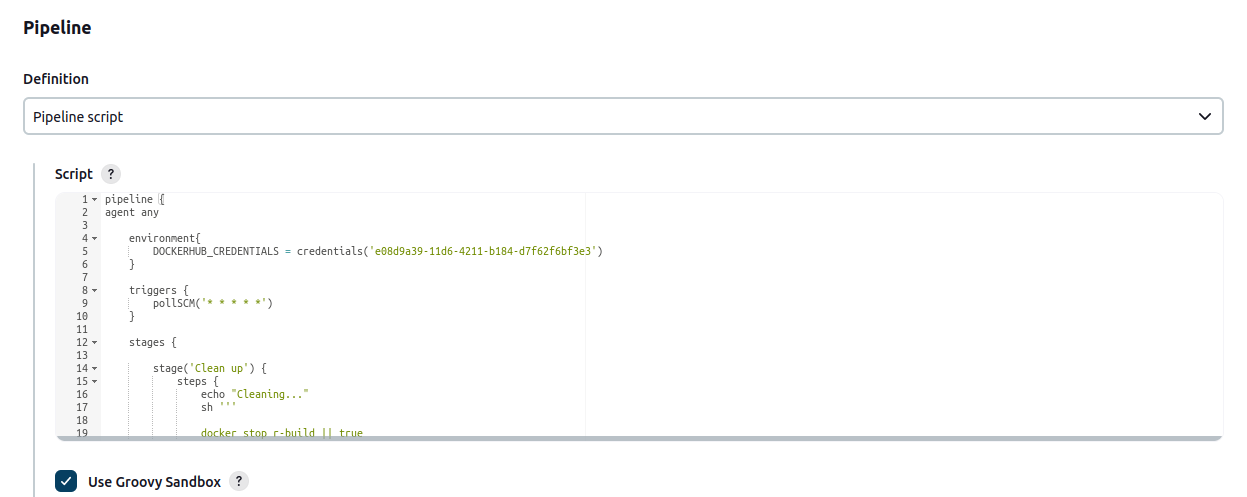 Pipeline
Definition
Pipeline script
Script ?
1 pipeline {
2 agent any
3
4 environment{
5 DOCKERHUB_CREDENTIALS = credentials('e08d9a39-11d6-4211-b184-d7f62f6bf3e3')
6 }
7
8 triggers {
9 pollSCM('* * * * *')
10 }
11
12 stages {
13
14 stage('Clean up') {
15 steps {
16 echo "Cleaning..."
17 sh '''
18
19 docker stop r-build || true
Use Groovy Sandbox ?